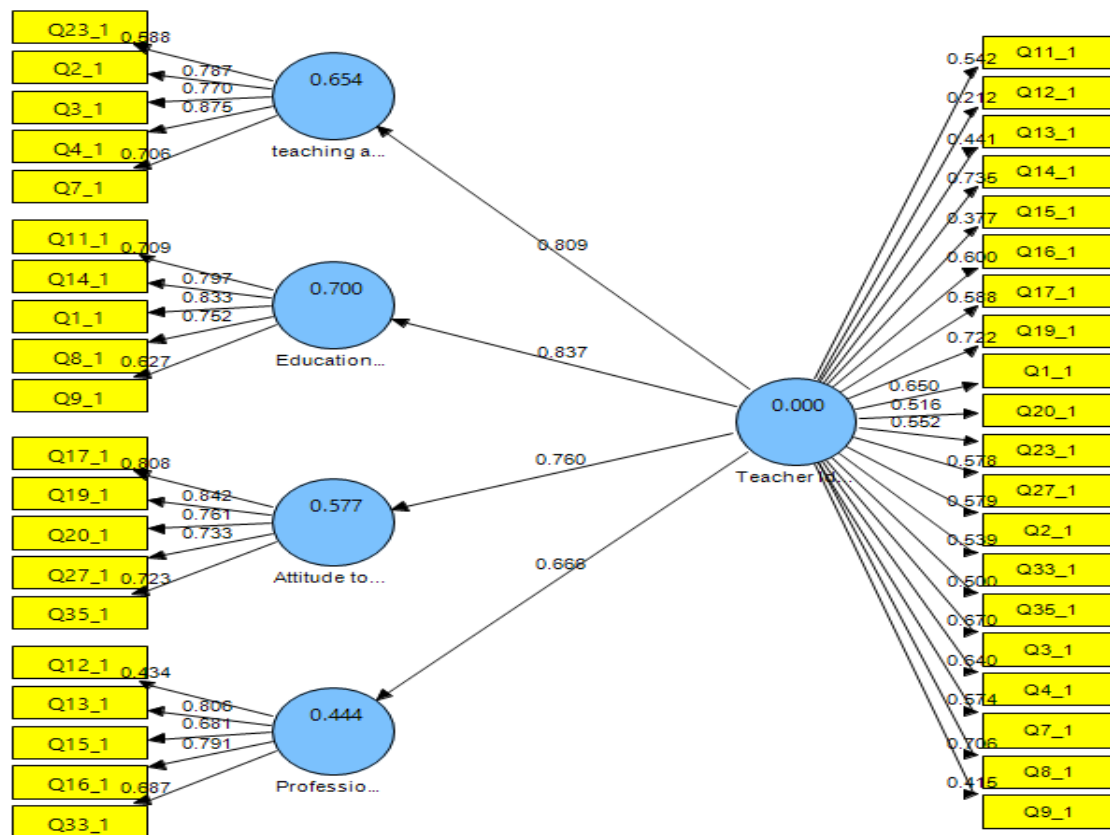 Q23_1
0.588
Q2_1
0.787
Q3_1
0.770
Q4_1
0.875
Q7_1
0.706
0.654
teaching a...
Q11_1
0.709
Q14_1
0.797
Q1_1
0.833
Q8_1
0.752
Q9_1
0.627
0.700
Education...
Q17_1
0.808
Q19_1
0.842
Q20_1
0.761
Q27_1
0.733
Q35_1
0.723
0.577
Attitude to...
Q12_1
0.434
Q13_1
0.806
Q15_1
0.681
Q16_1
0.791
Q33_1
0.687
0.444
Professio...
0.809
0.837
0.760
0.666
0.000
Teacher Id...
0.542
Q11_1
0.212
Q12_1
0.441
Q13_1
0.735
Q14_1
0.377
Q15_1
0.600
Q16_1
0.588
Q17_1
0.722
Q19_1
0.650
Q1_1
0.516
Q20_1
0.552
Q23_1
0.578
Q27_1
0.579
Q2_1
0.539
Q33_1
0.500
Q35_1
0.670
Q3_1
0.640
Q4_1
0.574
Q7_1
0.706
Q8_1
0.415
Q9_1